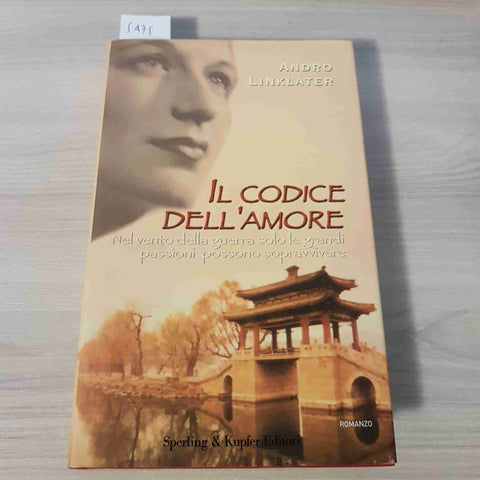 5475
ANDRO
LINKLATER
IL CODICE
DELL'AMORE
Nel vento della guerra solo le grandi
passioni possono sopravvivere
ROMANZO
Sperling & Kupfer Editori